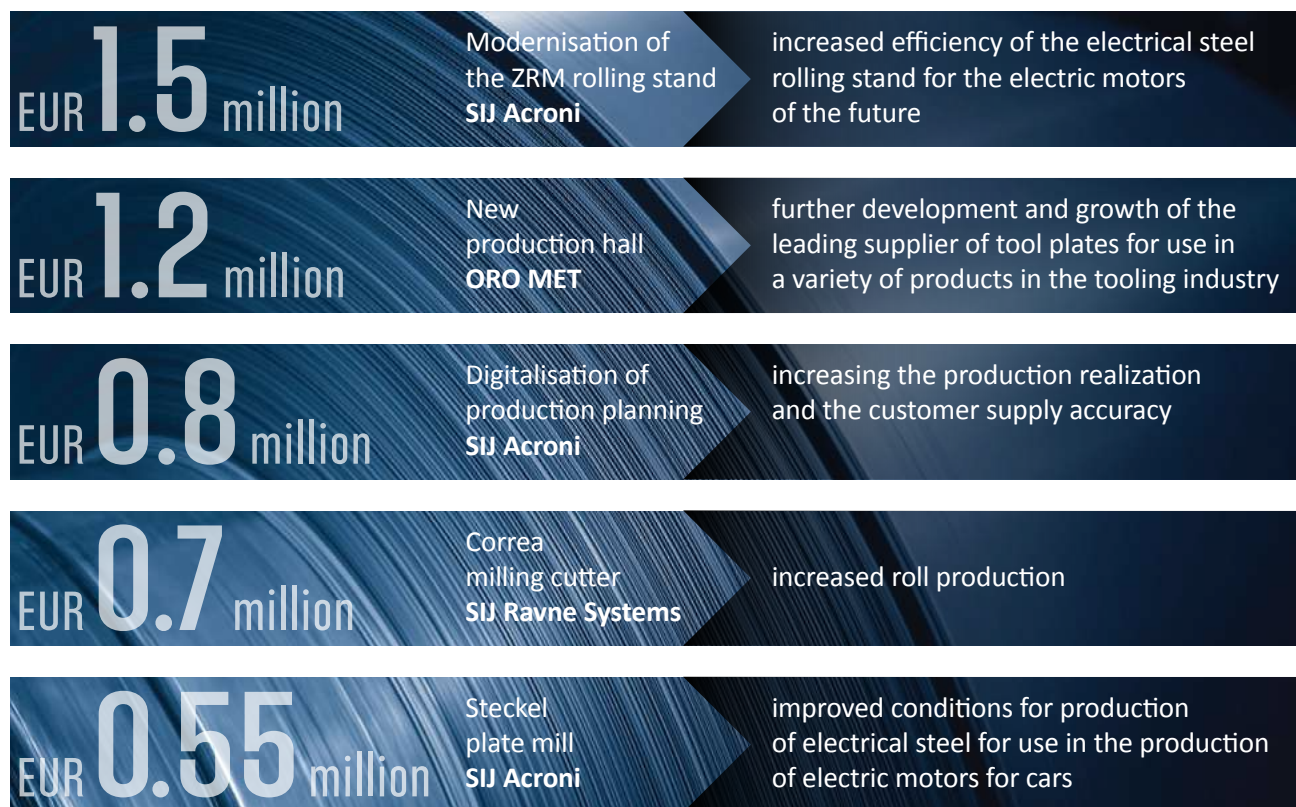 EUR 1.5 million
Modernisation of
the ZRM rolling stand
SIJ Acroni
increased efficiency of the electrical steel
rolling stand for the electric motors
of the future
EUR 1.2 million
New
production hall
ORO MET
further development and growth of the
leading supplier of tool plates for use in
a variety of products in the tooling industry
EUR 0.8 million
Digitalisation of
production planning
SIJ Acroni
increasing the production realization
and the customer supply accuracy
EUR 0.7 million
Correa
milling cutter
SIJ Ravne Systems
increased roll production
EUR 0.55 million
Steckel
plate mill
SIJ Acroni
improved conditions for production
of electrical steel for use in the production
of electric motors for cars